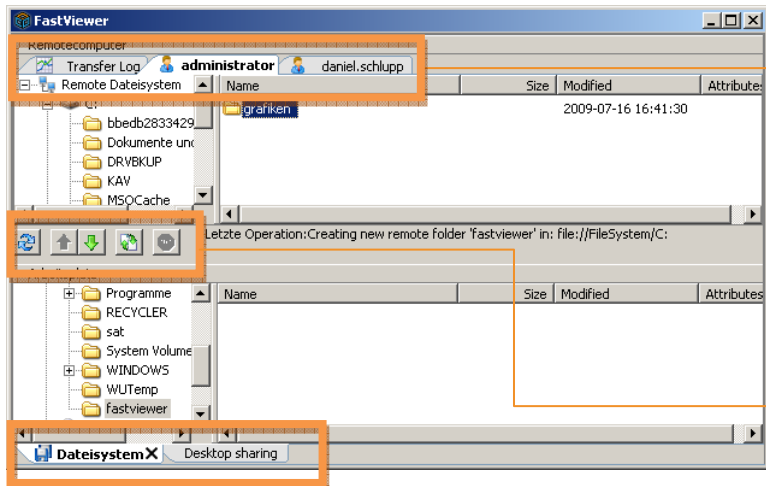 FastViewer
Remotecomputer
Transfer Log administrator daniel.schlupp
Remote Dateisystem Name Size Modified Attributes
C:
grafiken 2009-07-16 16:41:30
bbedb2833429
Dokumente und
DRVBKUP
KAV
MSOCache
Letzte Operation:Creating new remote folder 'fastviewer' in: file://FileSystem/C:
Programme Name Size Modified Attributes
RECYCLER
sat
System Volume
WINDOWS
WUTemp
fastviewer
Dateisystem Desktop sharing